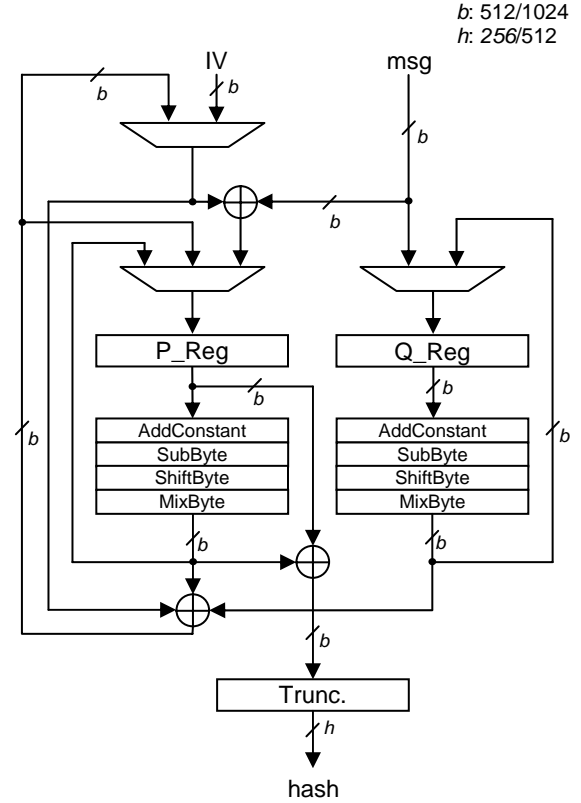 b: 512/1024
h: 256/512
IV
msg
b
b
b
b
P_Reg
Q_Reg
b
b
AddConstant
AddConstant
b
b
SubByte
SubByte
ShiftByte
ShiftByte
MixByte
MixByte
b
b
b
Trunc.
h
hash